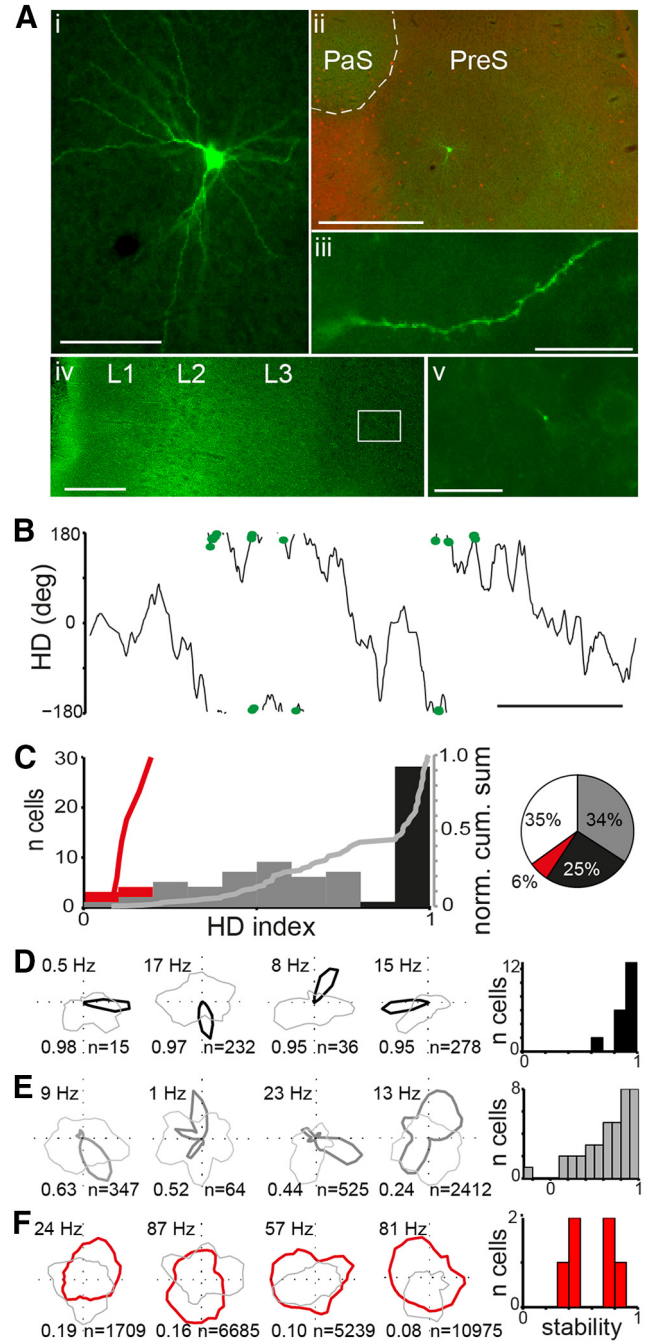 A
i
ii
PaS PreS
iii
iv L1 L2 L3
v
B
180
0
−180
HD (deg)
C
30
20
10
0
n cells
1.0
0.5
0
norm. cum. sum
0 1
HD index
35% 34%
6% 25%
D
0.5 Hz 17 Hz 8 Hz 15 Hz
0.98 n=15 0.97 n=232 0.95 n=36 0.95 n=278
12
0
n cells
0 1
E
9 Hz 1 Hz 23 Hz 13 Hz
0.63 n=347 0.52 n=64 0.44 n=525 0.24 n=2412
8
0
n cells
0 1
F
24 Hz 87 Hz 57 Hz 81 Hz
0.19 n=1709 0.16 n=6685 0.10 n=5239 0.08 n=10975
2
0
n cells
0 1
stability